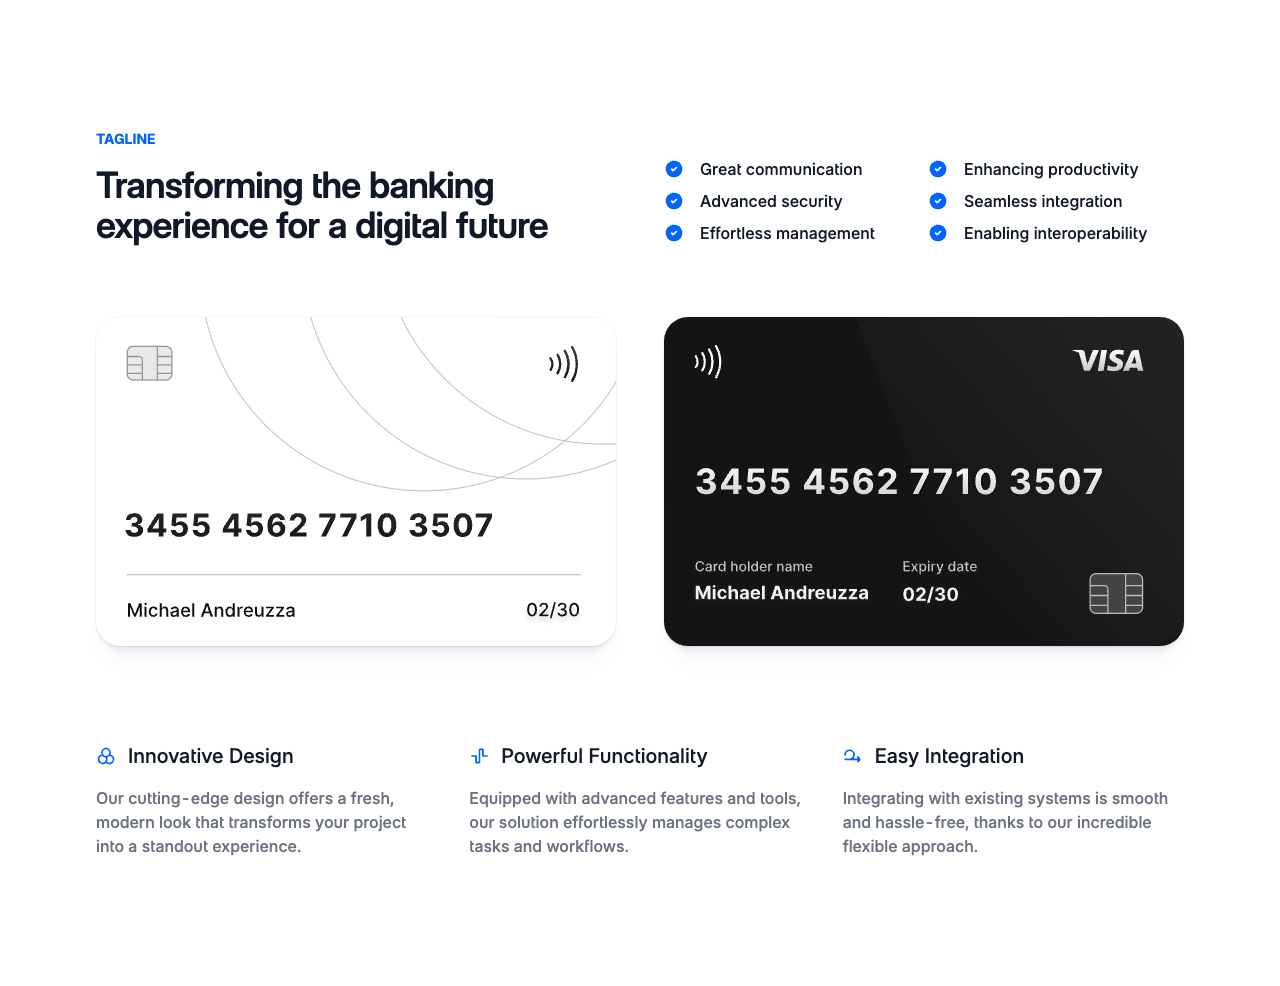 TAGLINE
Transforming the banking
experience for a digital future
Great communication
Advanced security
Effortless management
Enhancing productivity
Seamless integration
Enabling interoperability
3455 4562 7710 3507
Michael Andreuzza
02/30
VISA
3455 4562 7710 3507
Card holder name
Michael Andreuzza
Expiry date
02/30
Innovative Design
Our cutting-edge design offers a fresh,
modern look that transforms your project
into a standout experience.
Powerful Functionality
Equipped with advanced features and tools,
our solution effortlessly manages complex
tasks and workflows.
Easy Integration
Integrating with existing systems is smooth
and hassle-free, thanks to our incredible
flexible approach.